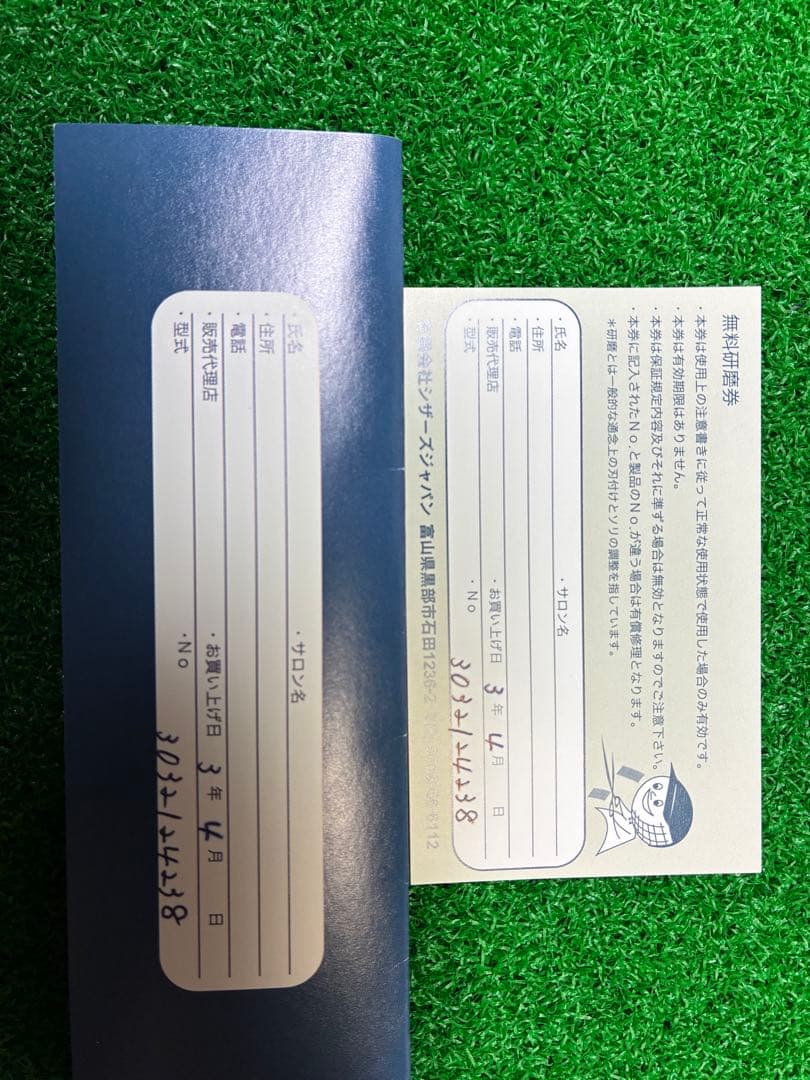 無料研磨券
・本券は使用上の注意書きに従って正常な使用状態で使用した場合のみ有効です。
・本券は有効期限はありません。
・本券は保証規定内容及びそれに準ずる場合は無効となりますのでご注意下さい。
・本券に記入されたNo.と製品のNo.が違う場合は有償修理となります。
＊研磨とは一般的な通念上の刃付けとソリの調整を指しています。
・氏名 ・サロン名
・住所
・電話
・販売代理店 ・お買い上げ日 3年 4月 日
・型式 ・No 3032124238
会社シザーズジャパン 富山県黒部市石田1236-2
・氏名 ・サロン名
・住所
・電話
・販売代理店 ・お買い上げ日 3年 4月 日
・型式 ・No 3032124238